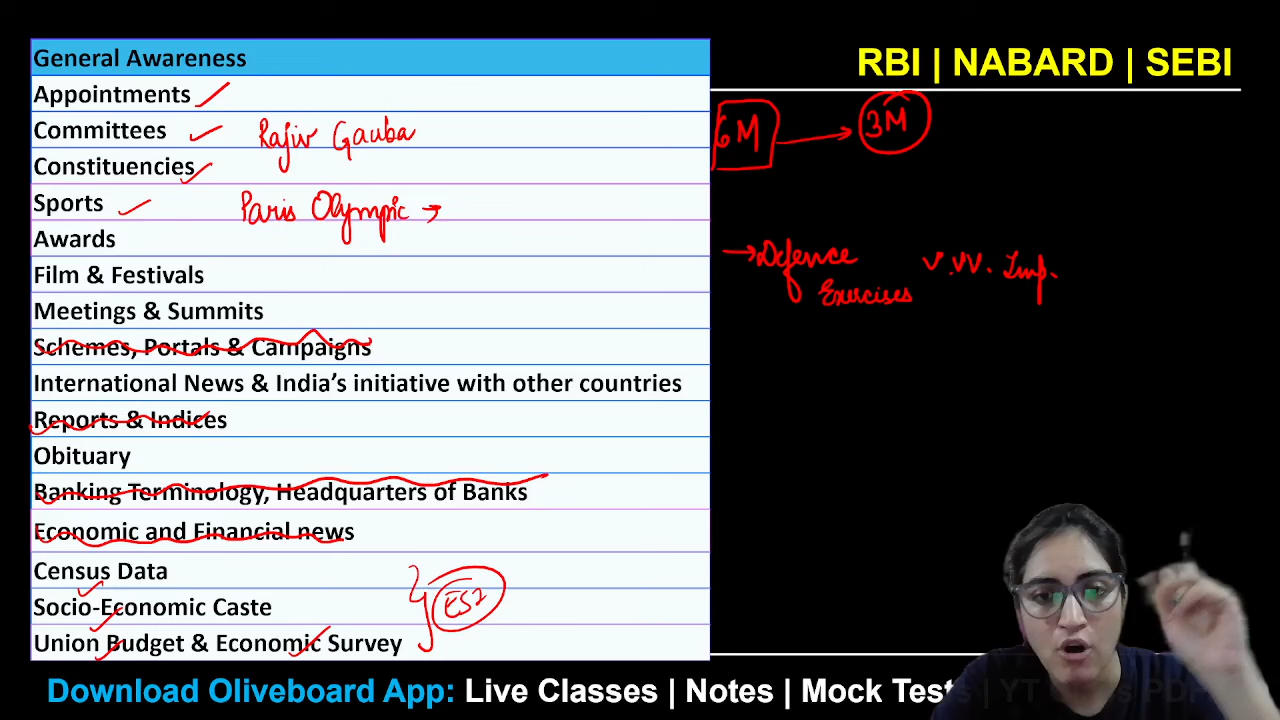 General Awareness
RBI | NABARD | SEBI
Appointments
6M → 3M
Committees
Rajiv Gauba
Constituencies
Sports
Paris Olympic →
Awards
→ Defence
Exercises
V.VV. Imp.
Film & Festivals
Meetings & Summits
Schemes, Portals & Campaigns
International News & India’s initiative with other countries
Reports & Indices
Obituary
Banking Terminology, Headquarters of Banks
Economic and Financial news
Census Data
Socio-Economic Caste
ESI
Union Budget & Economic Survey
Download Oliveboard App: Live Classes | Notes | Mock Tests | YT